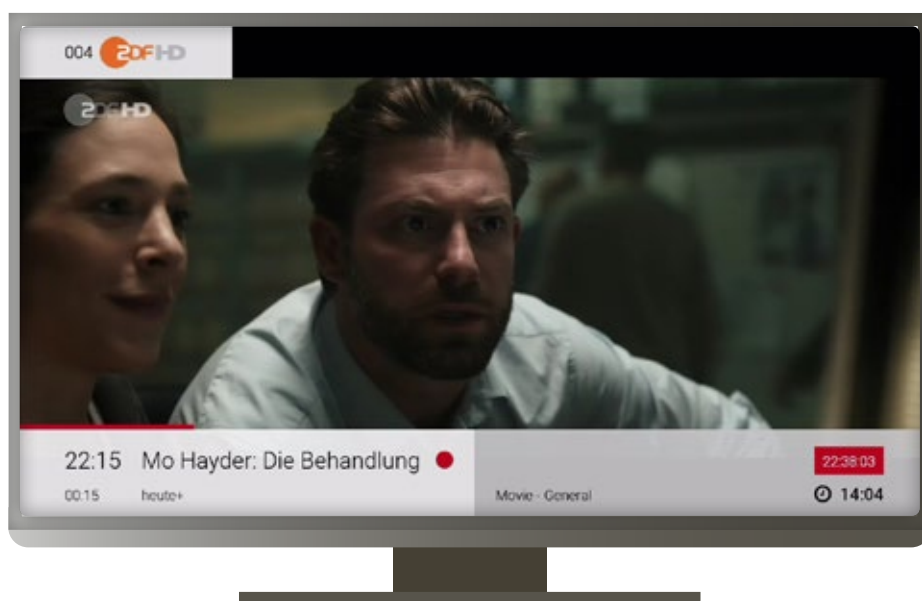 004 ZDF HD
ZDF HD
22:15 Mo Hayder: Die Behandlung
22:38:03
00.15 heute+
Movie - General
14:04